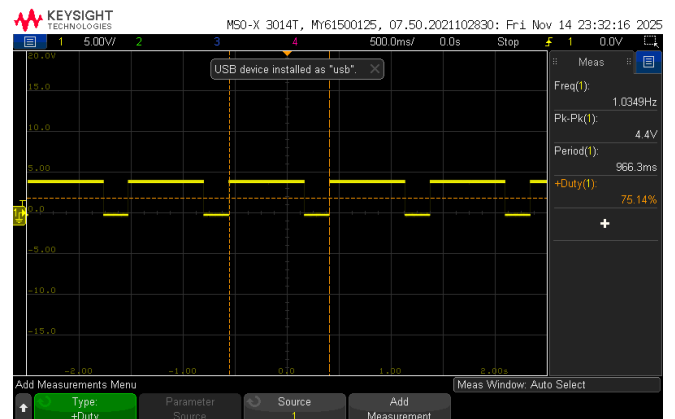 KEYSIGHT
TECHNOLOGIES
MSO-X 3014T, MY61500125, 07.50.2021102830: Fri Nov 14 23:32:16 2025
1 5.00V/ 2 3 4 500.0ms/ 0.0s Stop 1 0.0V
20.0V
USB device installed as "usb".
Meas
15.0
Freq(1):
1.0349Hz
10.0
Pk-Pk(1):
4.4V
5.00
Period(1):
966.3ms
+Duty(1):
75.14%
0.0
+
-5.00
-10.0
-15.0
-2.00 -1.00 0.0 1.00 2.00s
Add Measurements Menu
Meas Window: Auto Select
Type:
+Duty
Parameter
Source
Source
1
Add
Measurement